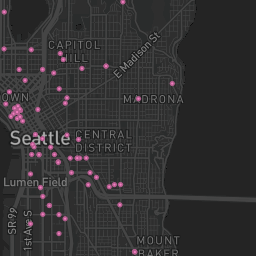 CAPITOL
HILL
E Madison St
OWN
MADRONA
Seattle
CENTRAL
DISTRICT
Lumen Field
SR 99
1st Ave S
MOUNT
BAKER